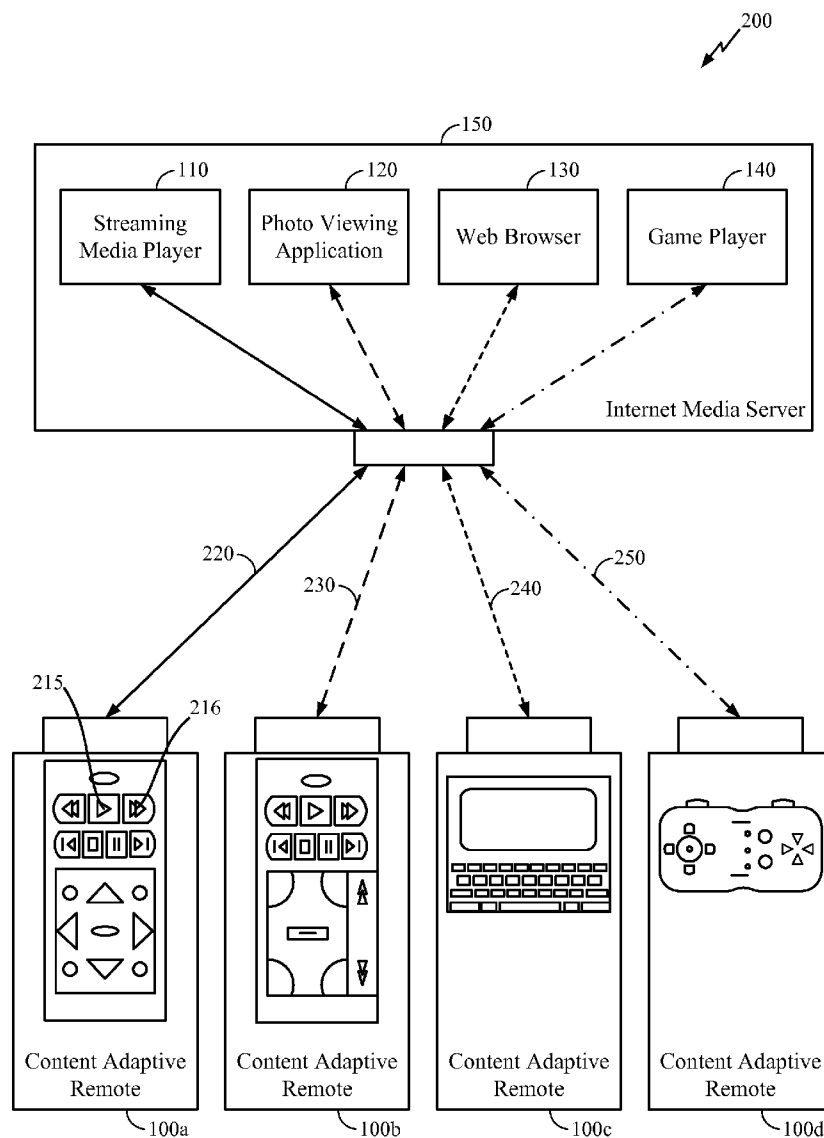 200
150
110
120
130
140
Streaming
Media Player
Photo Viewing
Application
Web Browser
Game Player
Internet Media Server
220
230
240
250
215
216
Content Adaptive
Remote
Content Adaptive
Remote
Content Adaptive
Remote
Content Adaptive
Remote
100a
100b
100c
100d